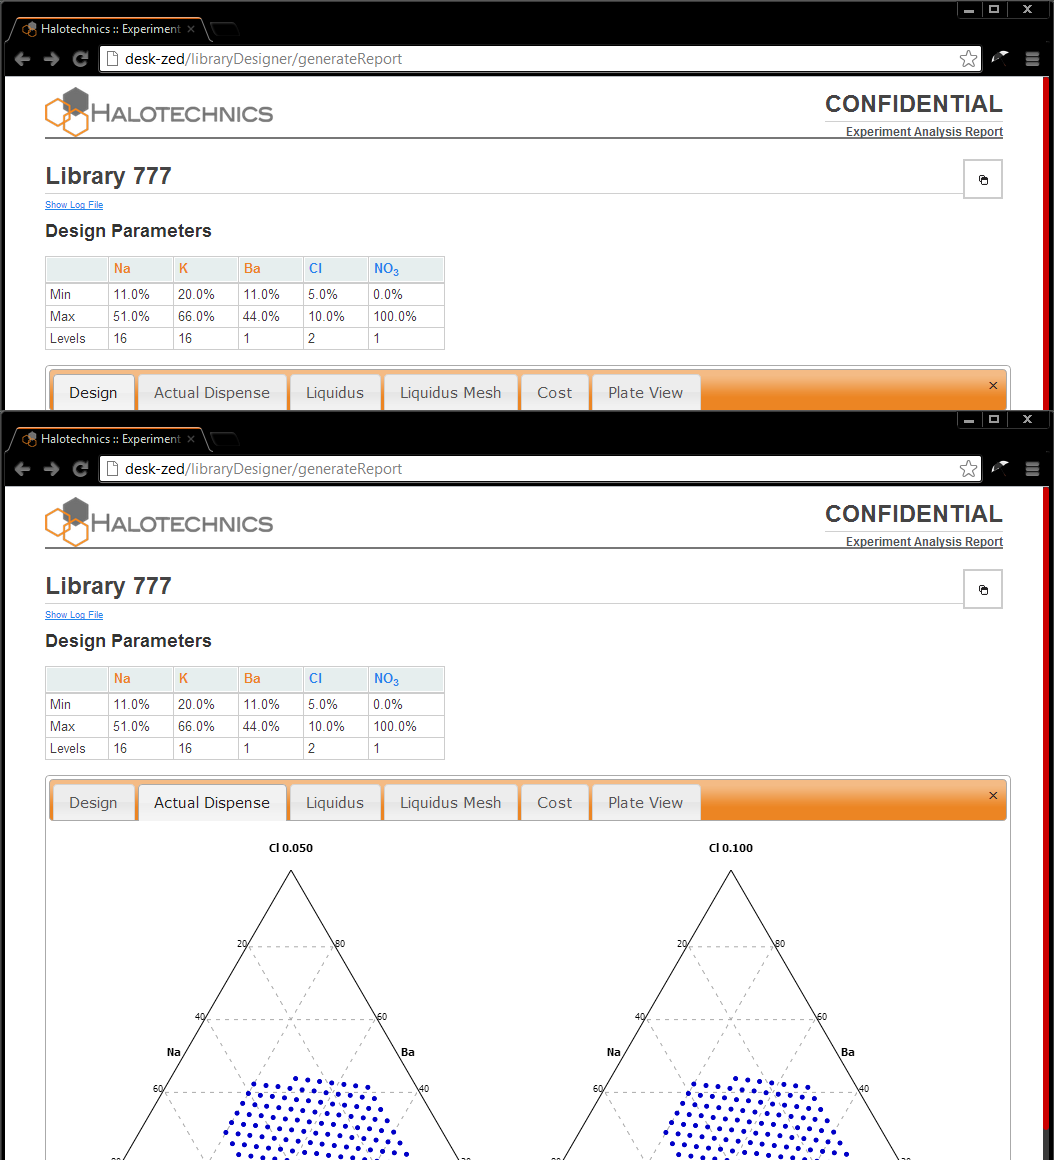 Halotechnics :: Experiment ×
desk-zed/libraryDesigner/generateReport
HALOTECHNICS
CONFIDENTIAL
Experiment Analysis Report
Library 777
Show Log File
Design Parameters
Na K Ba Cl NO3
Min 11.0% 20.0% 11.0% 5.0% 0.0%
Max 51.0% 66.0% 44.0% 10.0% 100.0%
Levels 16 16 1 2 1
Design Actual Dispense Liquidus Liquidus Mesh Cost Plate View ×
Halotechnics :: Experiment ×
desk-zed/libraryDesigner/generateReport
HALOTECHNICS
CONFIDENTIAL
Experiment Analysis Report
Library 777
Show Log File
Design Parameters
Na K Ba Cl NO3
Min 11.0% 20.0% 11.0% 5.0% 0.0%
Max 51.0% 66.0% 44.0% 10.0% 100.0%
Levels 16 16 1 2 1
Design Actual Dispense Liquidus Liquidus Mesh Cost Plate View ×
Cl 0.050 Cl 0.100
20 80 20 80
40 60 40 60
Na Ba Na Ba
60 40 60 40